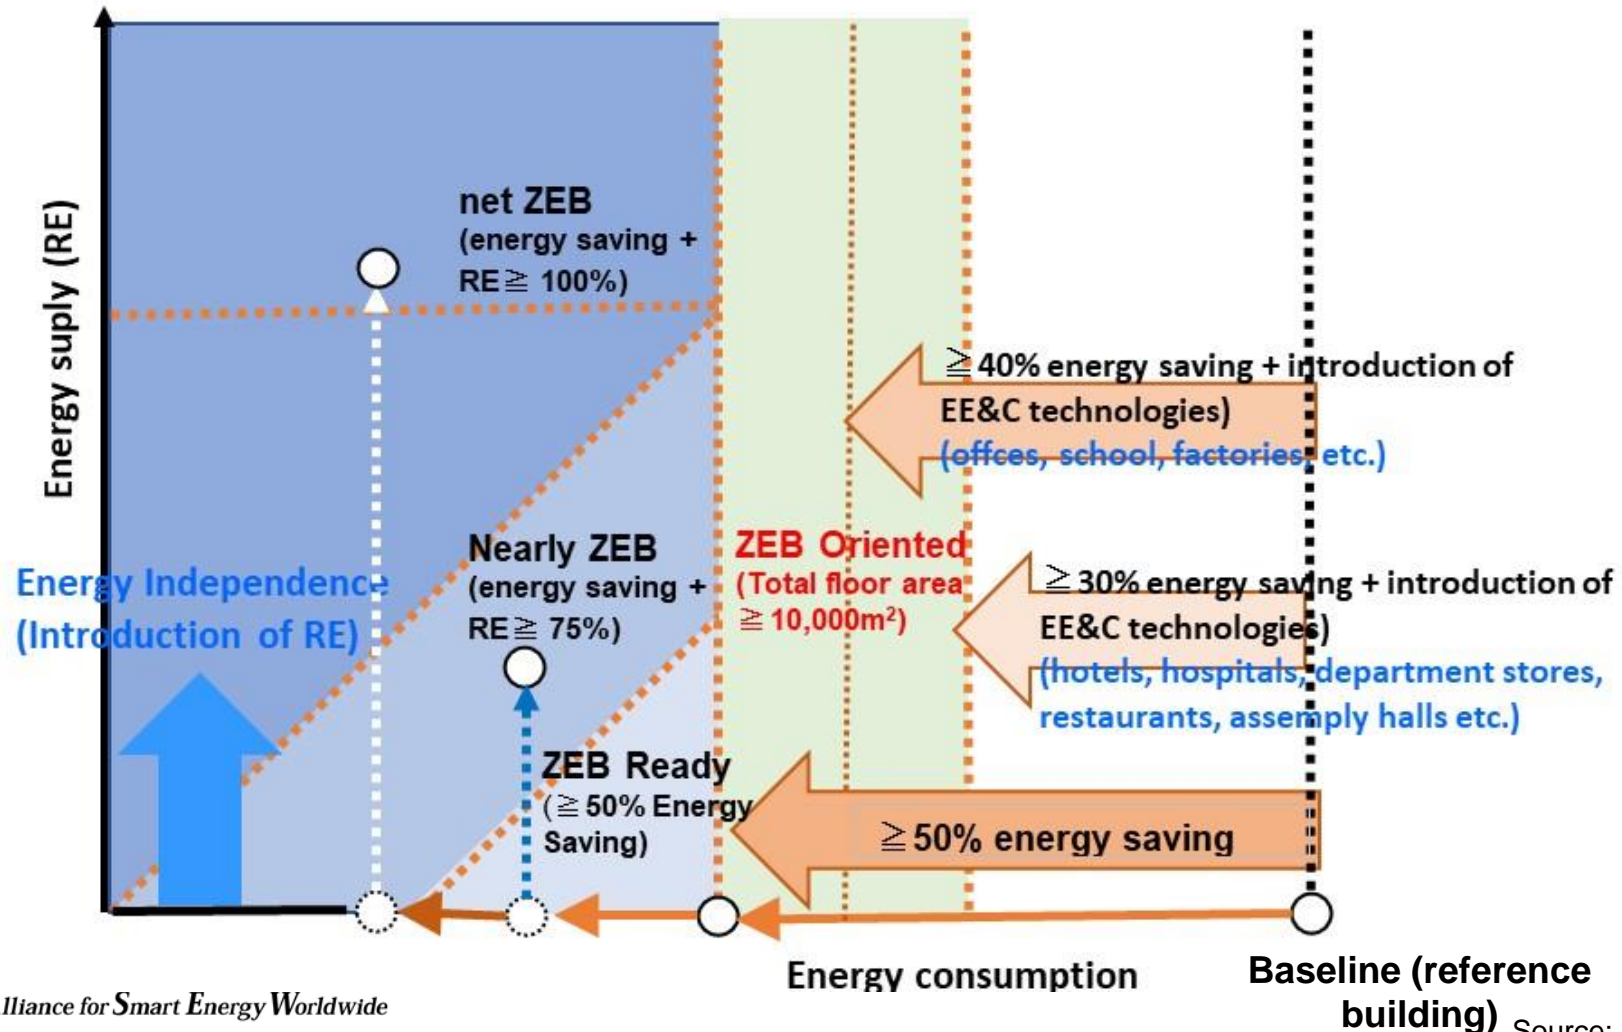 Energy suply (RE)
net ZEB
(energy saving +
RE≧ 100%)
≧40% energy saving + introduction of
EE&C technologies)
(offces, school, factories, etc.)
Nearly ZEB
(energy saving +
RE≧ 75%)
ZEB Oriented
(Total floor area
≧ 10,000m²)
Energy Independence
(Introduction of RE)
≧30% energy saving + introduction of
EE&C technologies)
(hotels, hospitals, department stores,
restaurants, assemply halls etc.)
ZEB Ready
(≧50% Energy
Saving)
≧50% energy saving
Energy consumption
Baseline (reference
building)
lliance for Smart Energy Worldwide
Source: